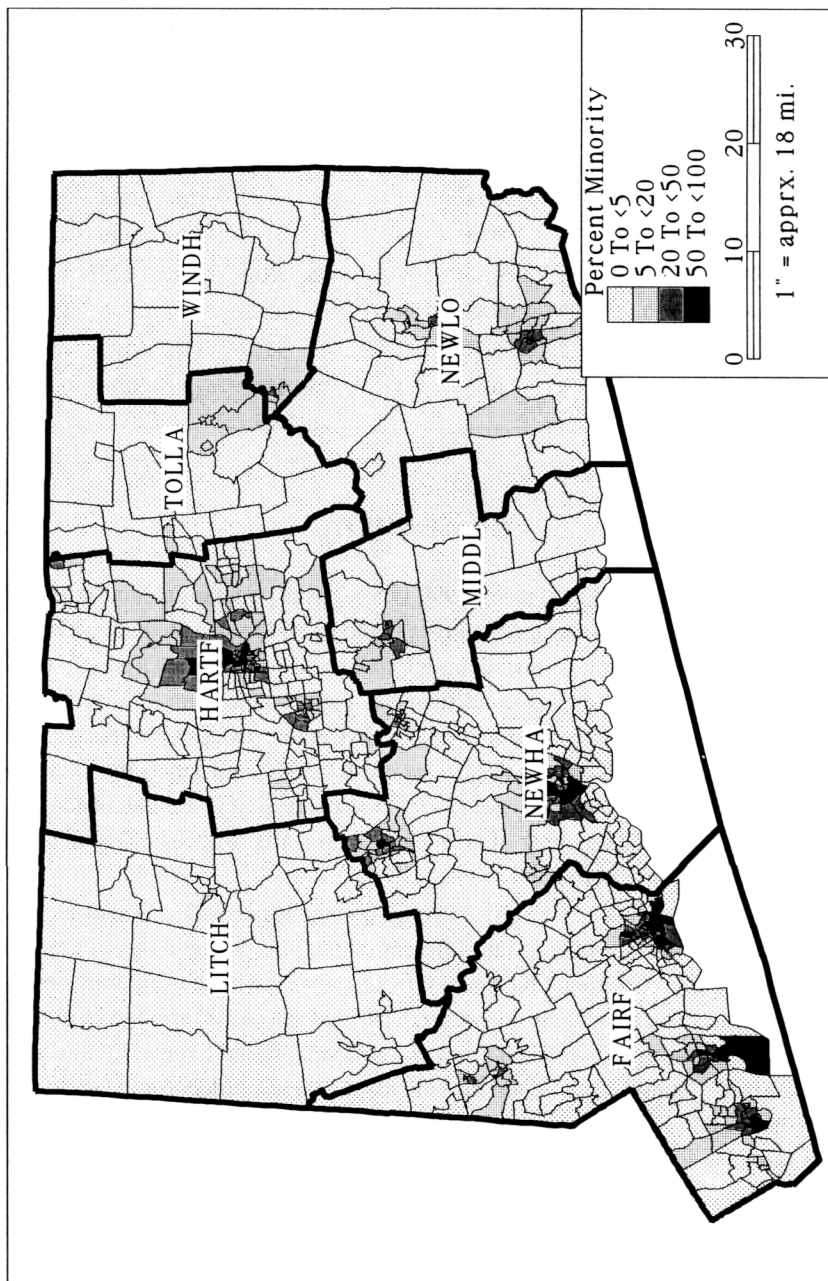 LITCH
HARTF
TOLLA
WINDH
FAIRF
NEWHA
MIDDL
NEWLO
Percent Minority
0 To <5
5 To <20
20 To <50
50 To <100
0 10 20 30
1" = apprx. 18 mi.